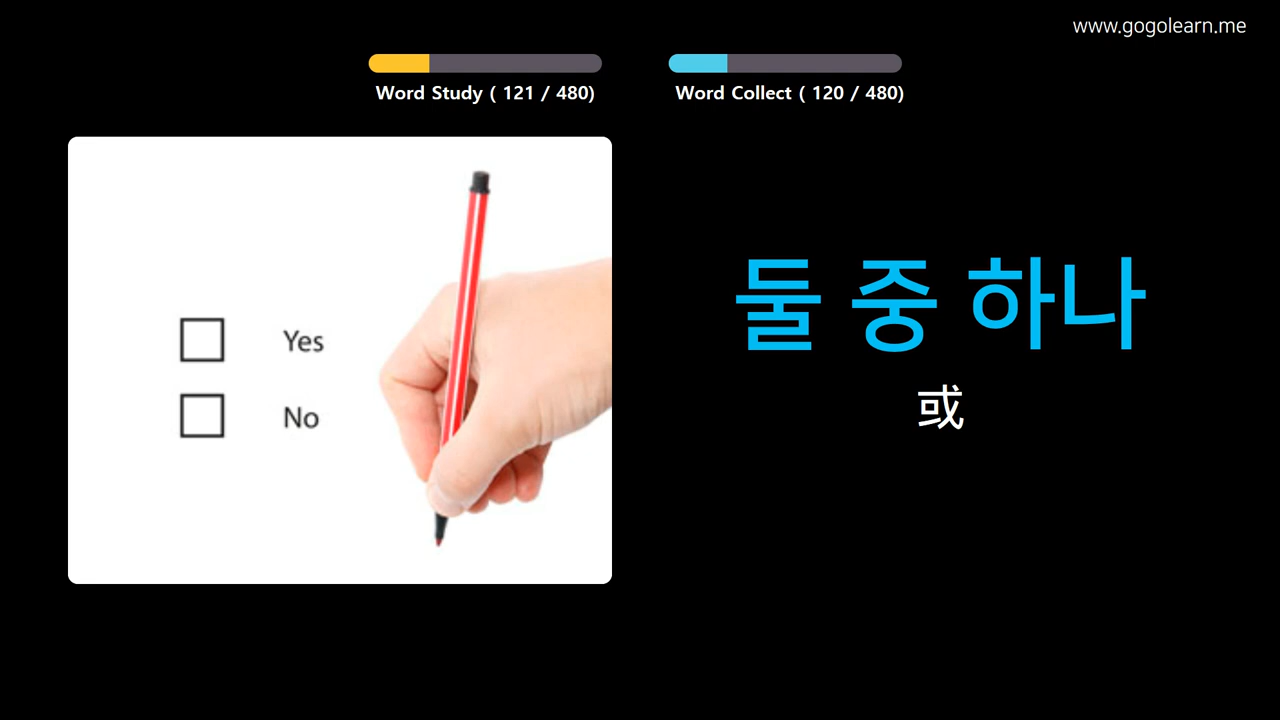 www.gogolearn.me
Word Study ( 121 / 480)
Word Collect ( 120 / 480)
Yes
No
둘 중 하나
或